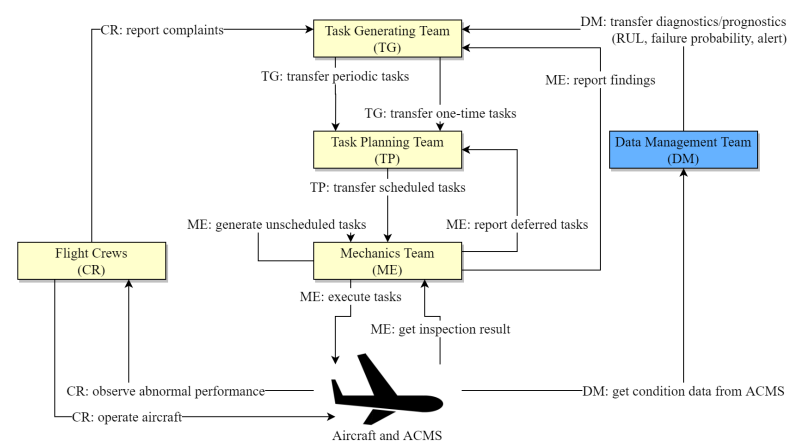 CR: report complaints
Task Generating Team
(TG)
DM: transfer diagnostics/prognostics
(RUL, failure probability, alert)
TG: transfer periodic tasks
ME: report findings
TG: transfer one-time tasks
Task Planning Team
(TP)
Data Management Team
(DM)
TP: transfer scheduled tasks
ME: generate unscheduled tasks
ME: report deferred tasks
Flight Crews
(CR)
Mechanics Team
(ME)
ME: execute tasks
ME: get inspection result
CR: observe abnormal performance
DM: get condition data from ACMS
CR: operate aircraft
Aircraft and ACMS